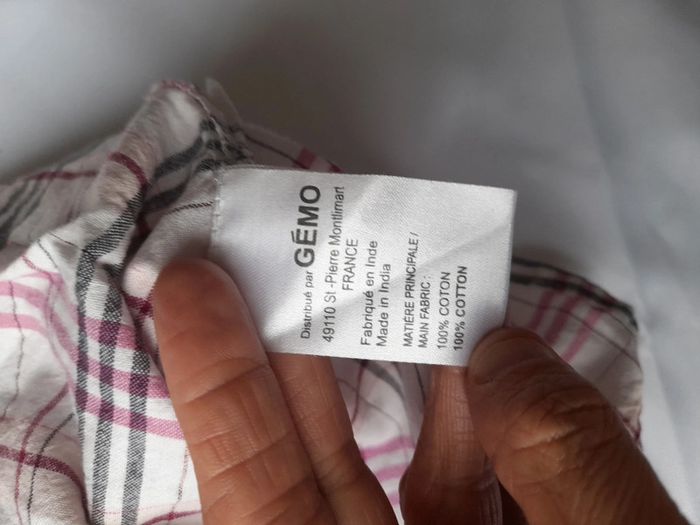 Distribué par GÉMO
49110 St-Pierre Montlimart
FRANCE
Fabriqué en Inde
Made in India
MATIÈRE PRINCIPALE /
MAIN FABRIC :
100% COTON
100% COTTON